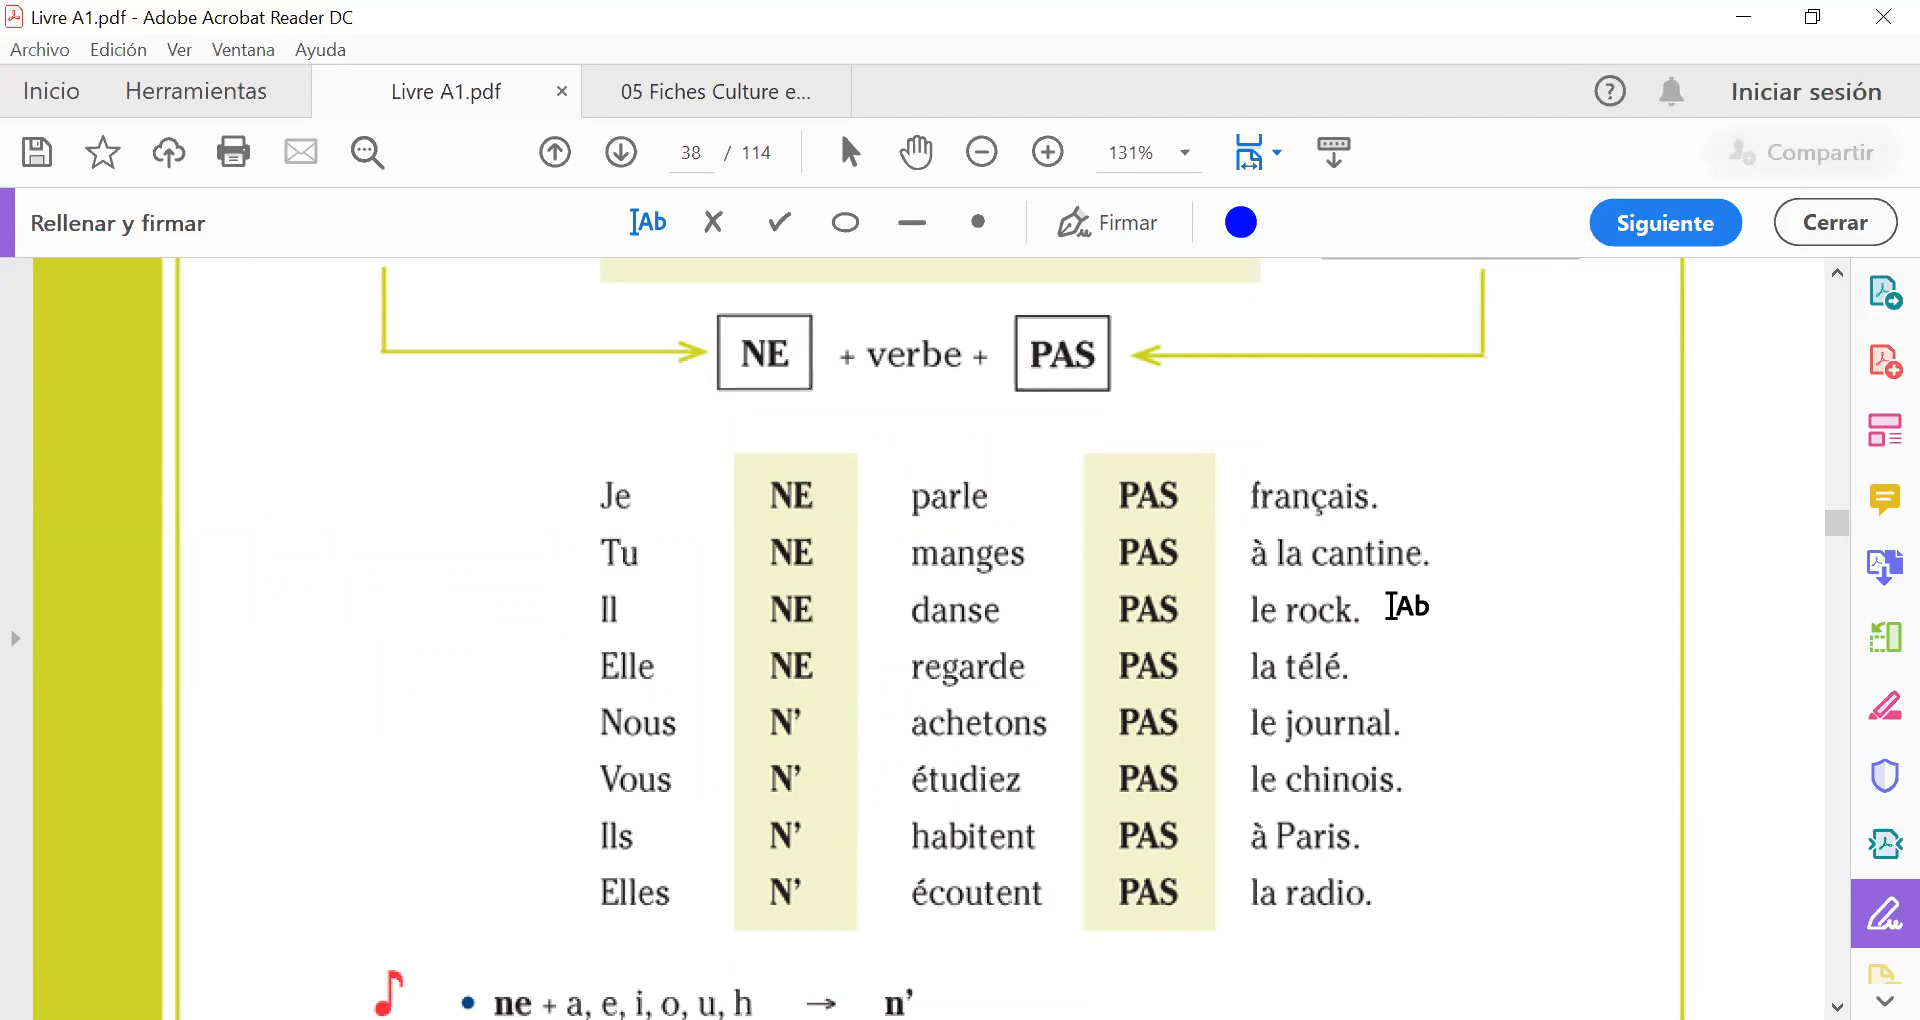 Livre A1.pdf - Adobe Acrobat Reader DC
Archivo Edición Ver Ventana Ayuda
Inicio Herramientas Livre A1.pdf × 05 Fiches Culture e... ? Iniciar sesión
38 / 114 131% Compartir
Rellenar y firmar Ab Firmar Siguiente Cerrar
NE + verbe + PAS
Je NE parle PAS français.
Tu NE manges PAS à la cantine.
Il NE danse PAS le rock. Ab
Elle NE regarde PAS la télé.
Nous N' achetons PAS le journal.
Vous N' étudiez PAS le chinois.
Ils N' habitent PAS à Paris.
Elles N' écoutent PAS la radio.
• ne + a, e, i, o, u, h → n'